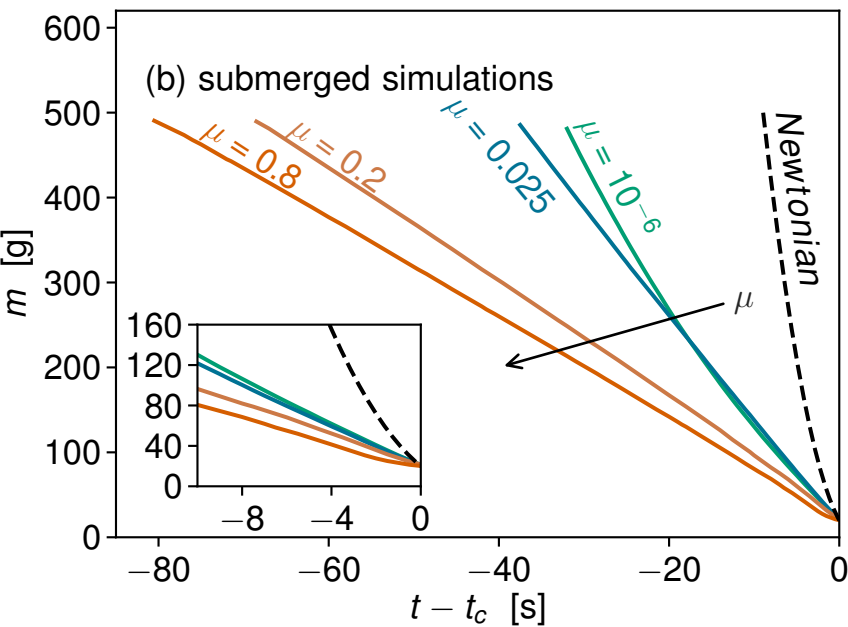 600
(b) submerged simulations
500
μ = 0.8
μ = 0.2
μ = 0.025
μ = 10⁻⁶
Newtonian
400
m [g]
300
μ
200
100
0
160
120
80
40
0
−8 −4 0
−80 −60 −40 −20 0
t − t_c [s]